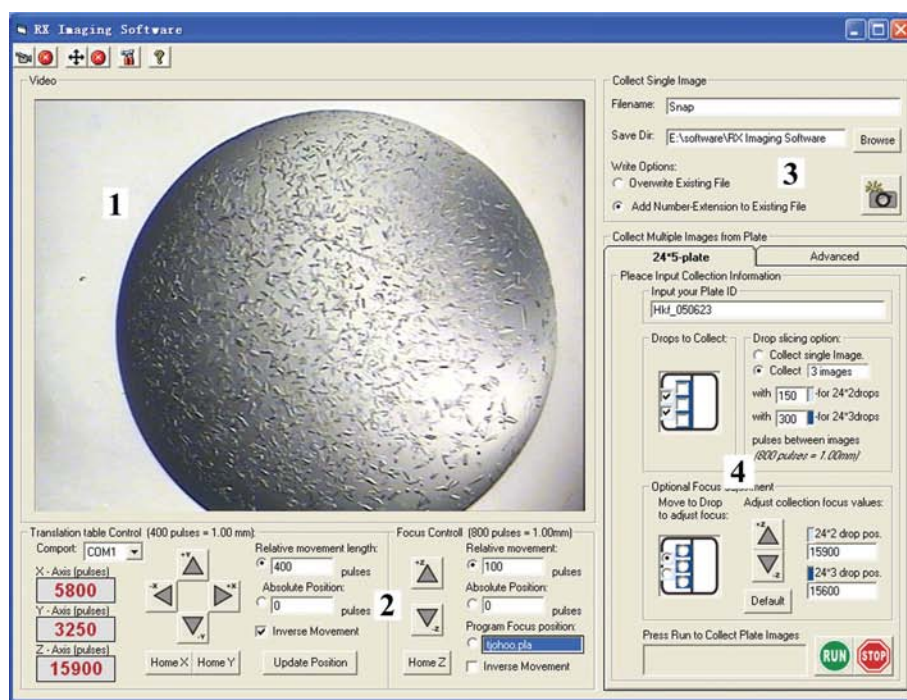 RX Imaging Software
Video
1
Translation table Control (400 pulses = 1.00 mm)
Comport: COM1
X - Axis (pulses)
5800
Y - Axis (pulses)
3250
Z - Axis (pulses)
15900
+Y
-X
+X
-Y
Home X Home Y
Relative movement length:
400 pulses
Absolute Position:
0 pulses
Inverse Movement
Update Position
2
Focus Controll (800 pulses = 1.00mm)
+Z
-Z
Home Z
Relative movement:
100 pulses
Absolute Position:
0 pulses
Program Focus position:
tjohoo.pla
Inverse Movement
Collect Single Image
Filename: Snap
Save Dir: E:\software\RX Imaging Software Browse
Write Options:
Overwrite Existing File
Add Number-Extension to Existing File
3
Collect Multiple Images from Plate
24*5-plate Advanced
Pleace Input Collection Information
Input your Plate ID
Hkf_050623
Drops to Collect:
Drop slicing option:
Collect single Image.
Collect 3 images
with 150 -for 24*2drops
with 300 -for 24*3drops
pulses between images
(800 pulses = 1.00mm)
4
Optional Focus
Move to Drop
to adjust focus:
Adjust collection focus values:
+Z
-Z
Default
24*2 drop pos.
15900
24*3 drop pos.
15600
Press Run to Collect Plate Images
RUN STOP